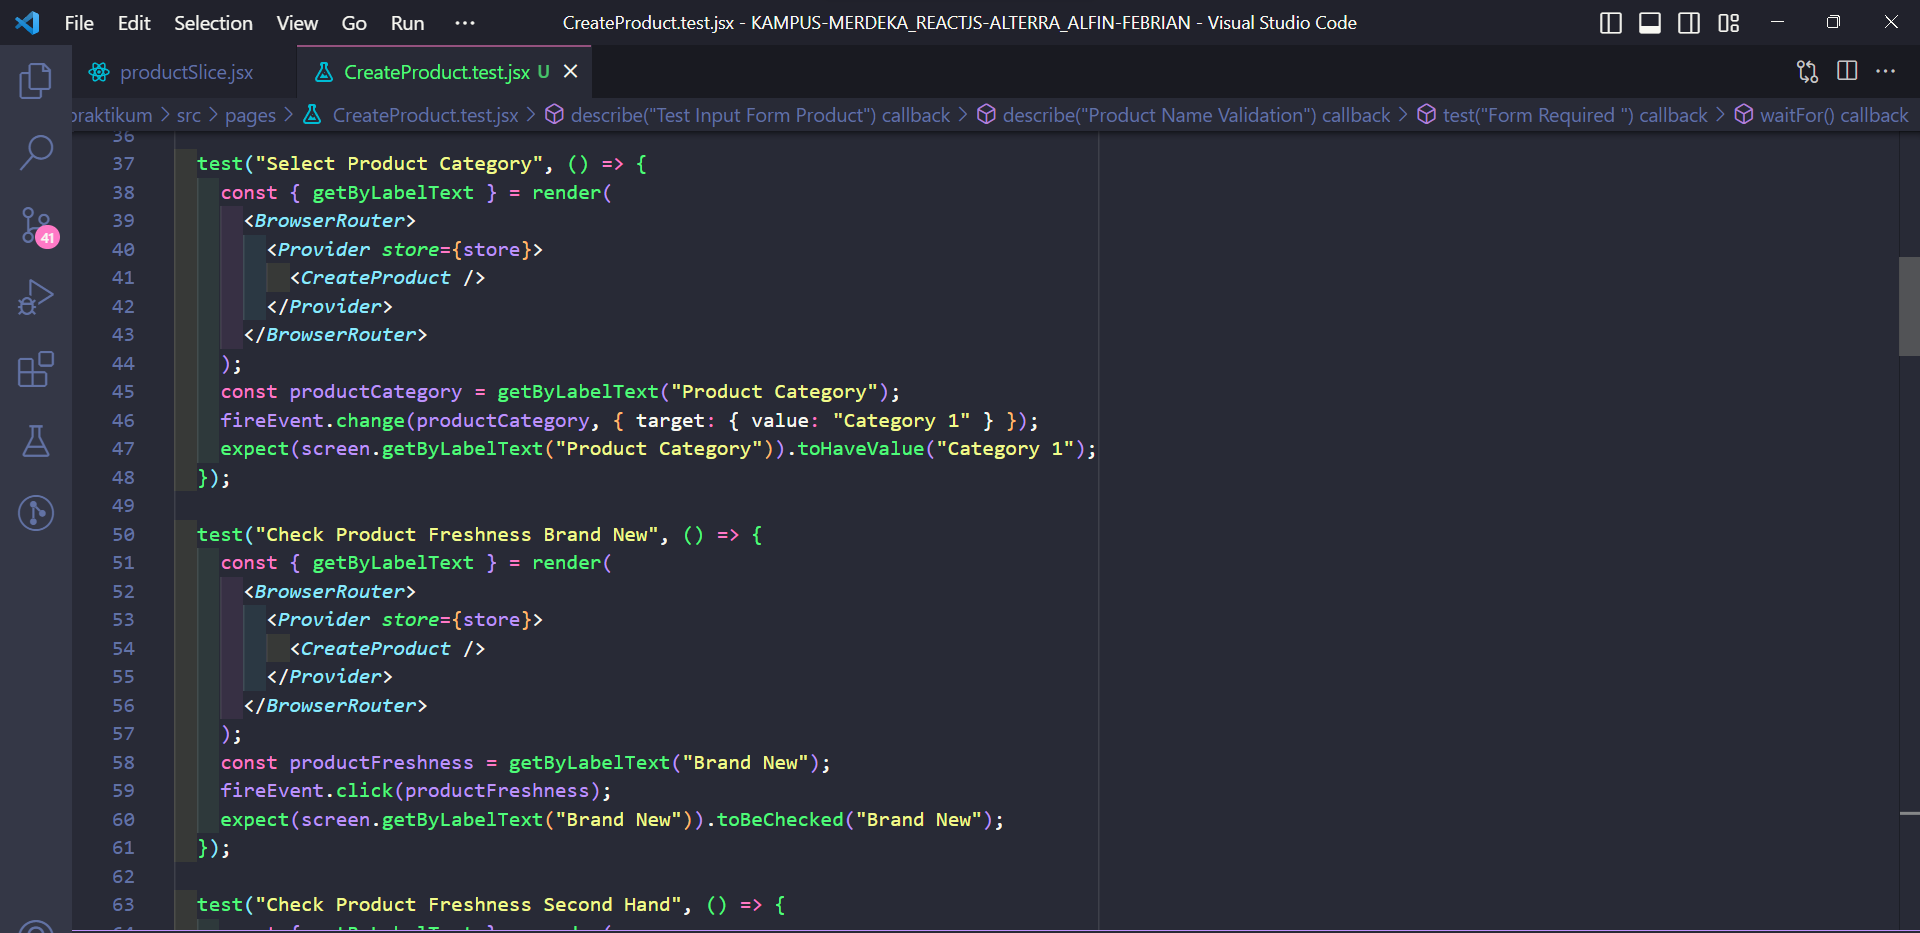 File Edit Selection View Go Run ··· CreateProduct.test.jsx - KAMPUS-MERDEKA_REACTJS-ALTERRA_ALFIN-FEBRIAN - Visual Studio Code
productSlice.jsx CreateProduct.test.jsx U
praktikum > src > pages > CreateProduct.test.jsx > describe("Test Input Form Product") callback > describe("Product Name Validation") callback > test("Form Required ") callback > waitFor() callback
36
37 test("Select Product Category", () => {
38 const { getByLabelText } = render(
39 <BrowserRouter>
40 <Provider store={store}>
41 <CreateProduct />
42 </Provider>
43 </BrowserRouter>
44 );
45 const productCategory = getByLabelText("Product Category");
46 fireEvent.change(productCategory, { target: { value: "Category 1" } });
47 expect(screen.getByLabelText("Product Category")).toHaveValue("Category 1");
48 });
49
50 test("Check Product Freshness Brand New", () => {
51 const { getByLabelText } = render(
52 <BrowserRouter>
53 <Provider store={store}>
54 <CreateProduct />
55 </Provider>
56 </BrowserRouter>
57 );
58 const productFreshness = getByLabelText("Brand New");
59 fireEvent.click(productFreshness);
60 expect(screen.getByLabelText("Brand New")).toBeChecked("Brand New");
61 });
62
63 test("Check Product Freshness Second Hand", () => {
41